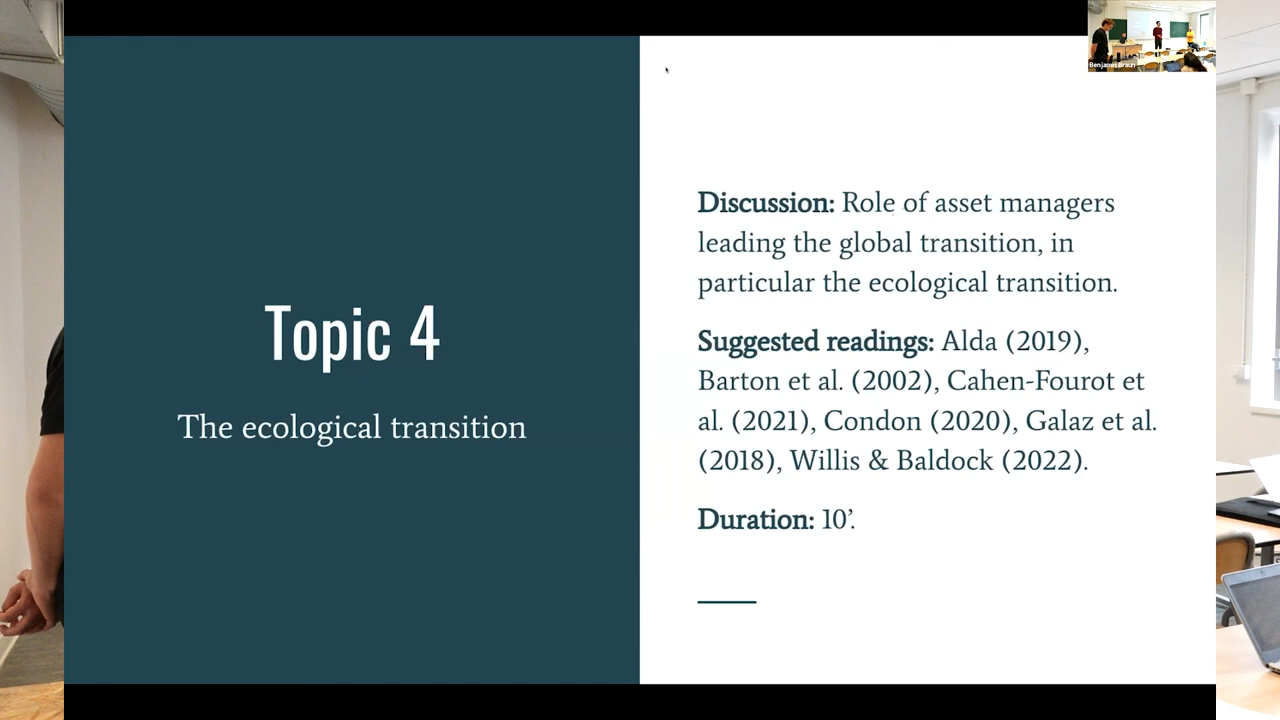 Benjamin Braun
Topic 4
The ecological transition
Discussion: Role of asset managers
leading the global transition, in
particular the ecological transition.
Suggested readings: Alda (2019),
Barton et al. (2002), Cahen-Fourot et
al. (2021), Condon (2020), Galaz et al.
(2018), Willis & Baldock (2022).
Duration: 10’.